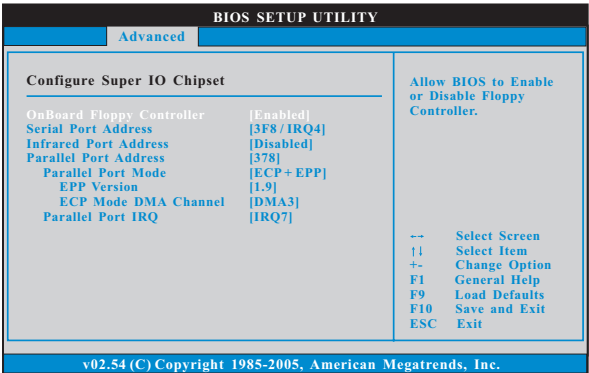 BIOS SETUP UTILITY
Advanced
Configure Super IO Chipset
OnBoard Floppy Controller [Enabled]
Serial Port Address [3F8 / IRQ4]
Infrared Port Address [Disabled]
Parallel Port Address [378]
Parallel Port Mode [ECP + EPP]
EPP Version [1.9]
ECP Mode DMA Channel [DMA3]
Parallel Port IRQ [IRQ7]
Allow BIOS to Enable
or Disable Floppy
Controller.
←→ Select Screen
↑↓ Select Item
+- Change Option
F1 General Help
F9 Load Defaults
F10 Save and Exit
ESC Exit
v02.54 (C) Copyright 1985-2005, American Megatrends, Inc.